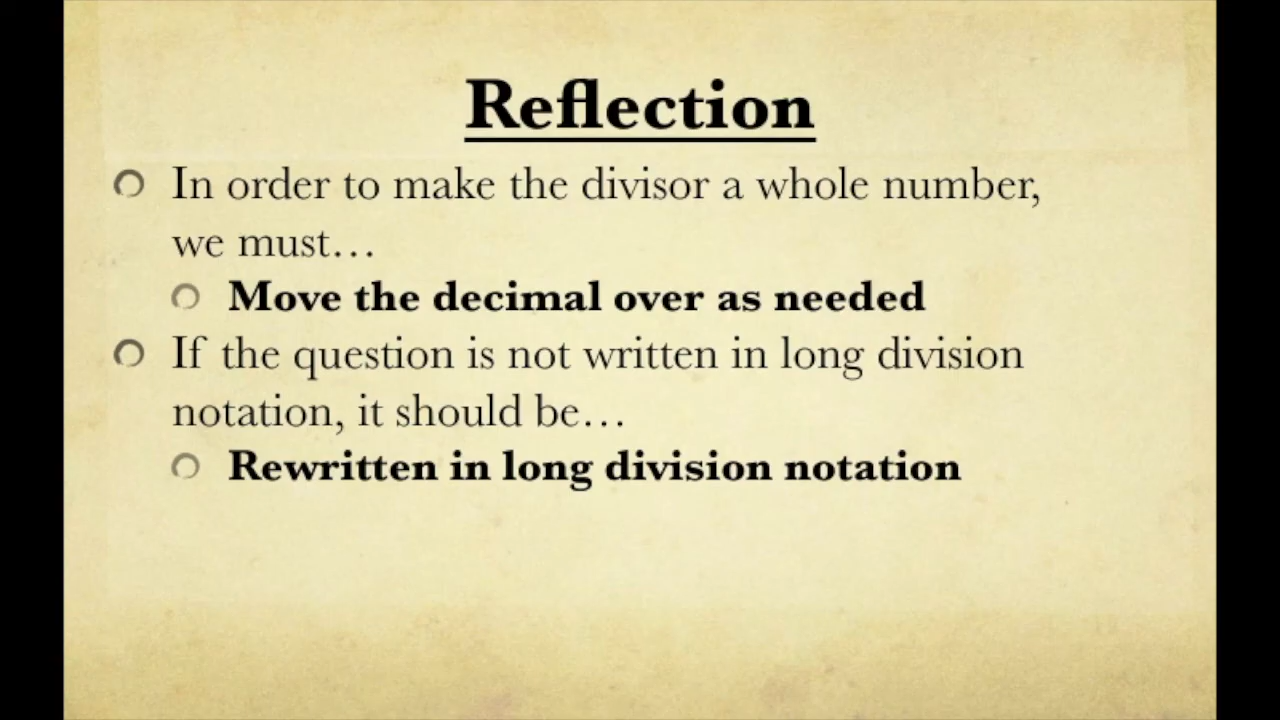 Reflection
In order to make the divisor a whole number,
we must…
Move the decimal over as needed
If the question is not written in long division
notation, it should be…
Rewritten in long division notation